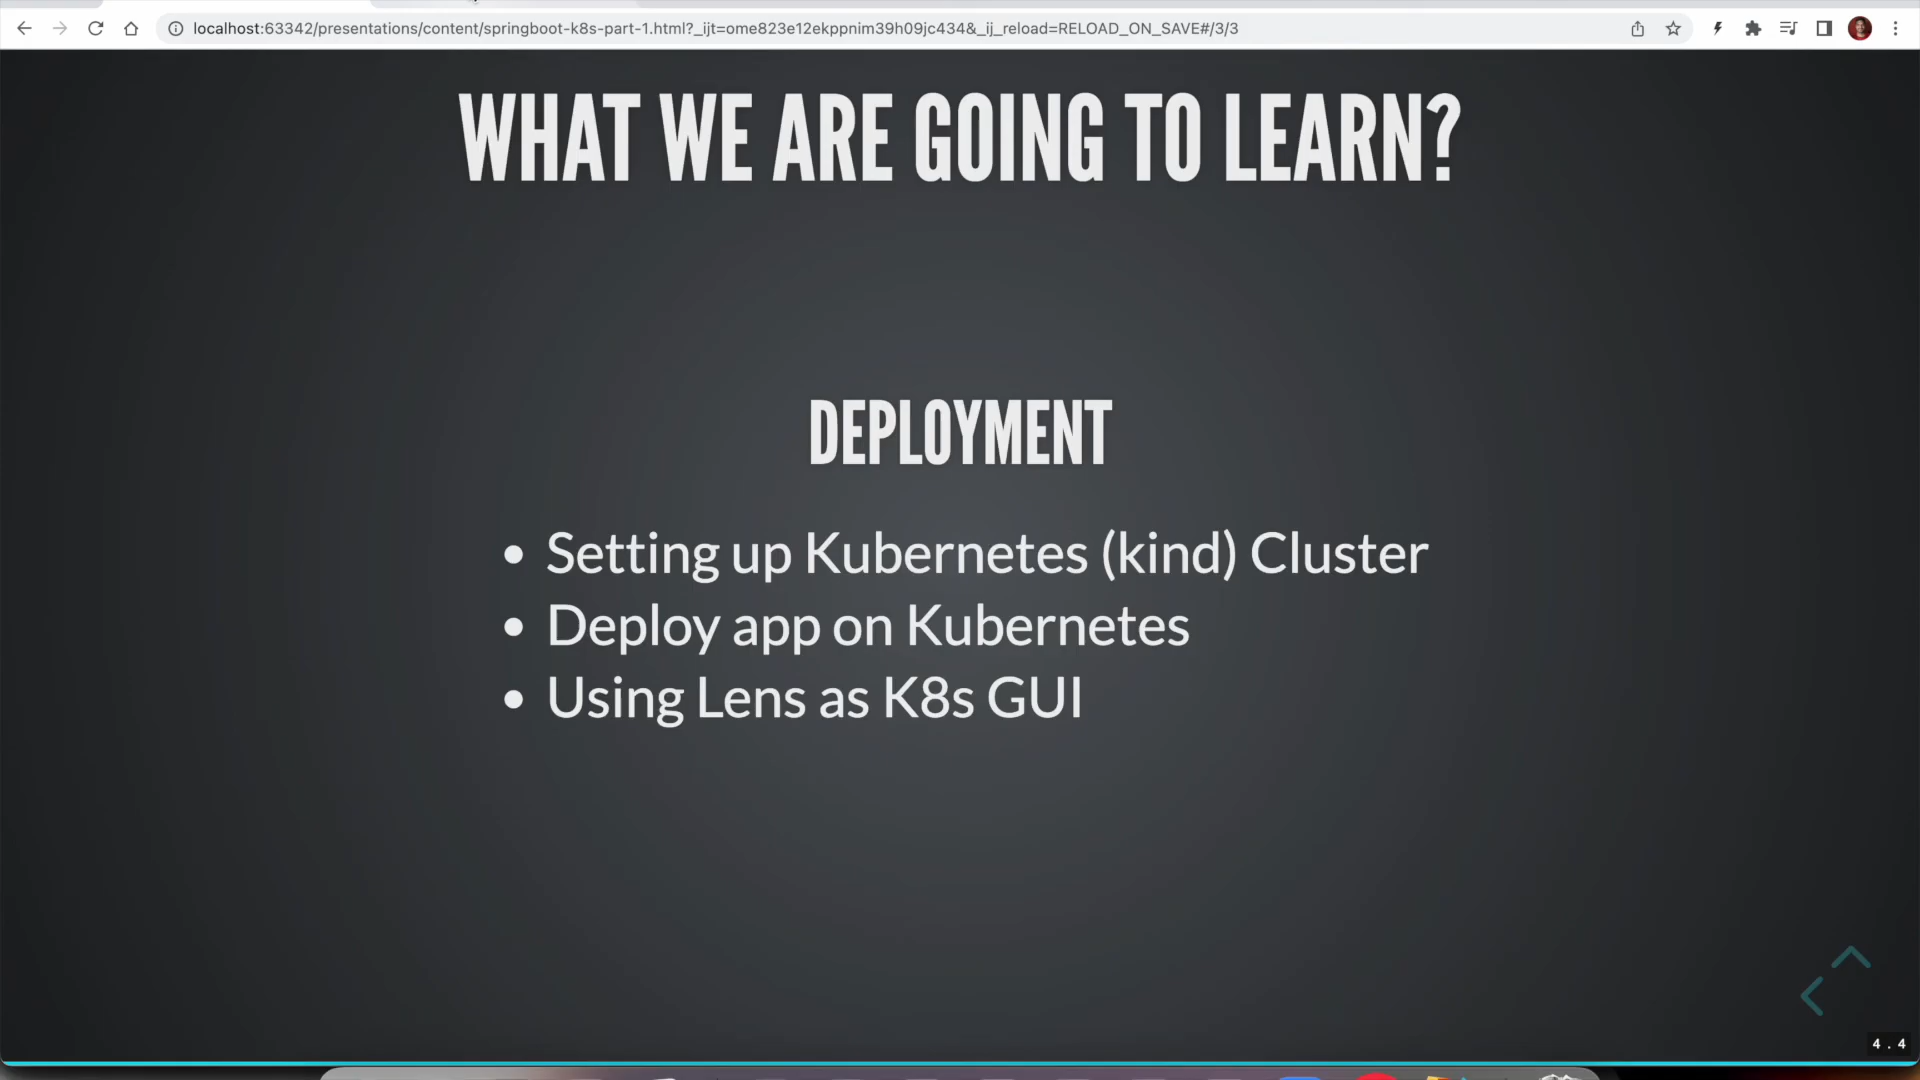 localhost:63342/presentations/content/springboot-k8s-part-1.html?_ijt=ome823e12ekppnim39h09jc434&_ij_reload=RELOAD_ON_SAVE#/3/3
WHAT WE ARE GOING TO LEARN?
DEPLOYMENT
• Setting up Kubernetes (kind) Cluster
• Deploy app on Kubernetes
• Using Lens as K8s GUI
4 . 4